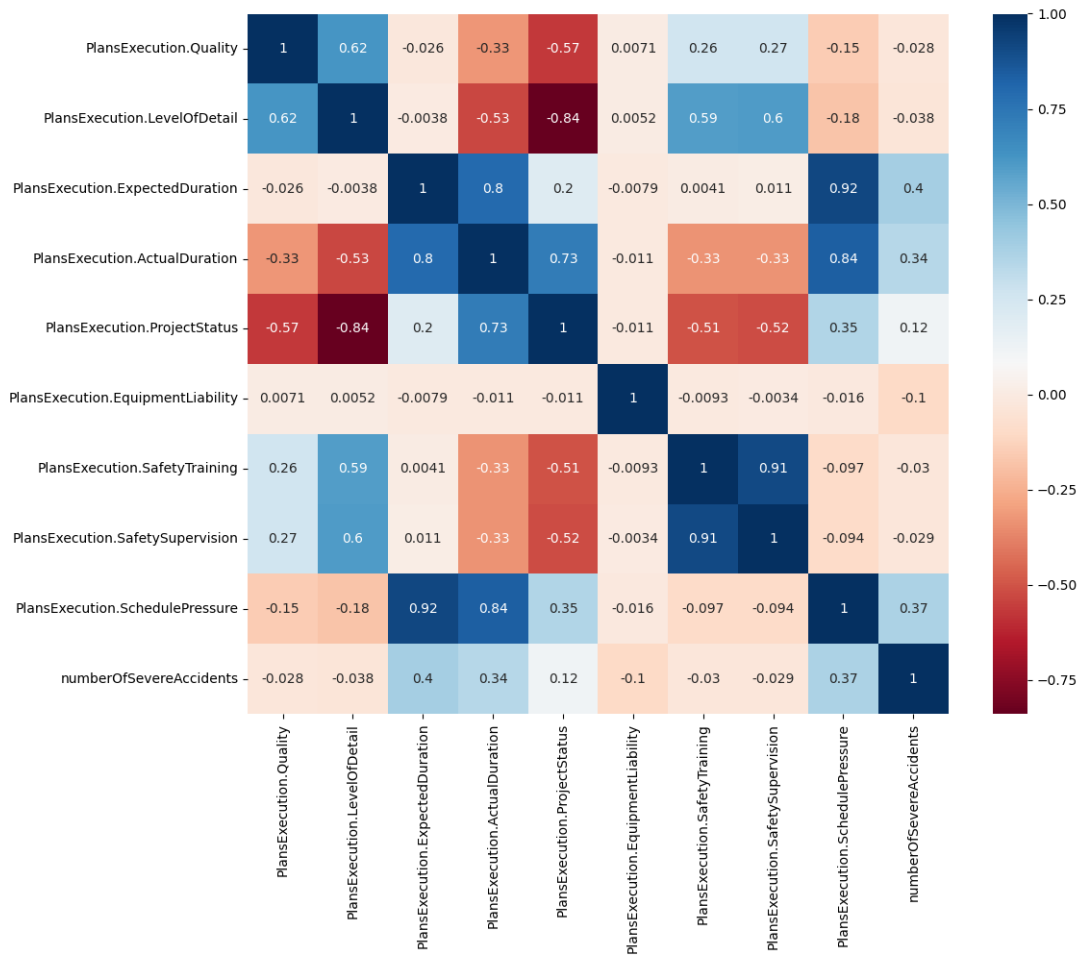 PlansExecution.Quality 1 0.62 -0.026 -0.33 -0.57 0.0071 0.26 0.27 -0.15 -0.028
PlansExecution.LevelOfDetail 0.62 1 -0.0038 -0.53 -0.84 0.0052 0.59 0.6 -0.18 -0.038
PlansExecution.ExpectedDuration -0.026 -0.0038 1 0.8 0.2 -0.0079 0.0041 0.011 0.92 0.4
PlansExecution.ActualDuration -0.33 -0.53 0.8 1 0.73 -0.011 -0.33 -0.33 0.84 0.34
PlansExecution.ProjectStatus -0.57 -0.84 0.2 0.73 1 -0.011 -0.51 -0.52 0.35 0.12
PlansExecution.EquipmentLiability 0.0071 0.0052 -0.0079 -0.011 -0.011 1 -0.0093 -0.0034 -0.016 -0.1
PlansExecution.SafetyTraining 0.26 0.59 0.0041 -0.33 -0.51 -0.0093 1 0.91 -0.097 -0.03
PlansExecution.SafetySupervision 0.27 0.6 0.011 -0.33 -0.52 -0.0034 0.91 1 -0.094 -0.029
PlansExecution.SchedulePressure -0.15 -0.18 0.92 0.84 0.35 -0.016 -0.097 -0.094 1 0.37
numberOfSevereAccidents -0.028 -0.038 0.4 0.34 0.12 -0.1 -0.03 -0.029 0.37 1
PlansExecution.Quality
PlansExecution.LevelOfDetail
PlansExecution.ExpectedDuration
PlansExecution.ActualDuration
PlansExecution.ProjectStatus
PlansExecution.EquipmentLiability
PlansExecution.SafetyTraining
PlansExecution.SafetySupervision
PlansExecution.SchedulePressure
numberOfSevereAccidents
1.00
0.75
0.50
0.25
0.00
−0.25
−0.50
−0.75